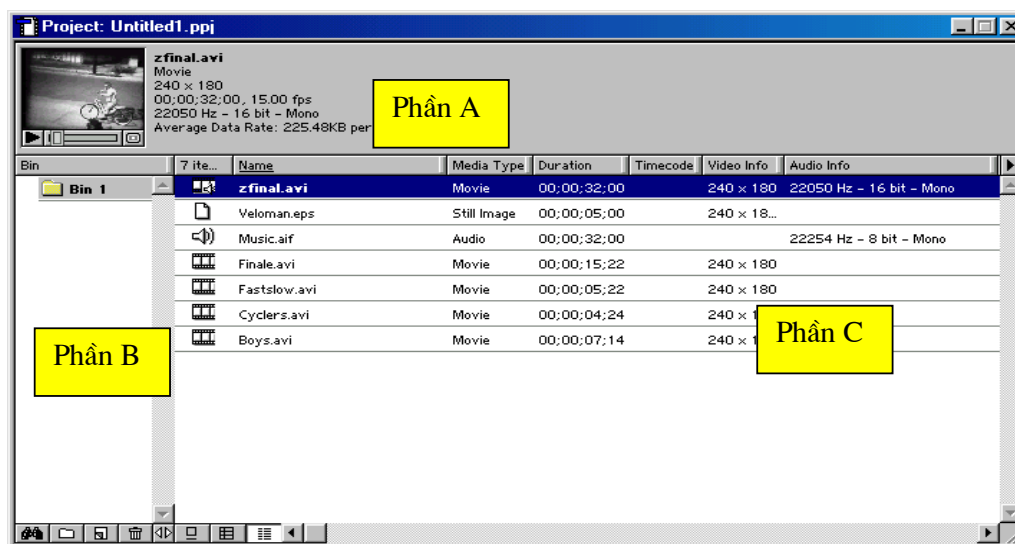 Project: Untitled1.ppj
zfinal.avi
Movie
240 x 180
00;00;32;00, 15.00 fps
22050 Hz - 16 bit - Mono
Average Data Rate: 225.48KB per
Phần A
Bin 7 ite... Name Media Type Duration Timecode Video Info Audio Info
Bin 1 zfinal.avi Movie 00;00;32;00 240 x 180 22050 Hz - 16 bit - Mono
Veloman.eps Still Image 00;00;05;00 240 x 18...
Music.aif Audio 00;00;32;00 22254 Hz - 8 bit - Mono
Finale.avi Movie 00;00;15;22 240 x 180
Fastslow.avi Movie 00;00;05;22 240 x 180
Cyclers.avi Movie 00;00;04;24 240 x
Boys.avi Movie 00;00;07;14 240 x
Phần B
Phần C